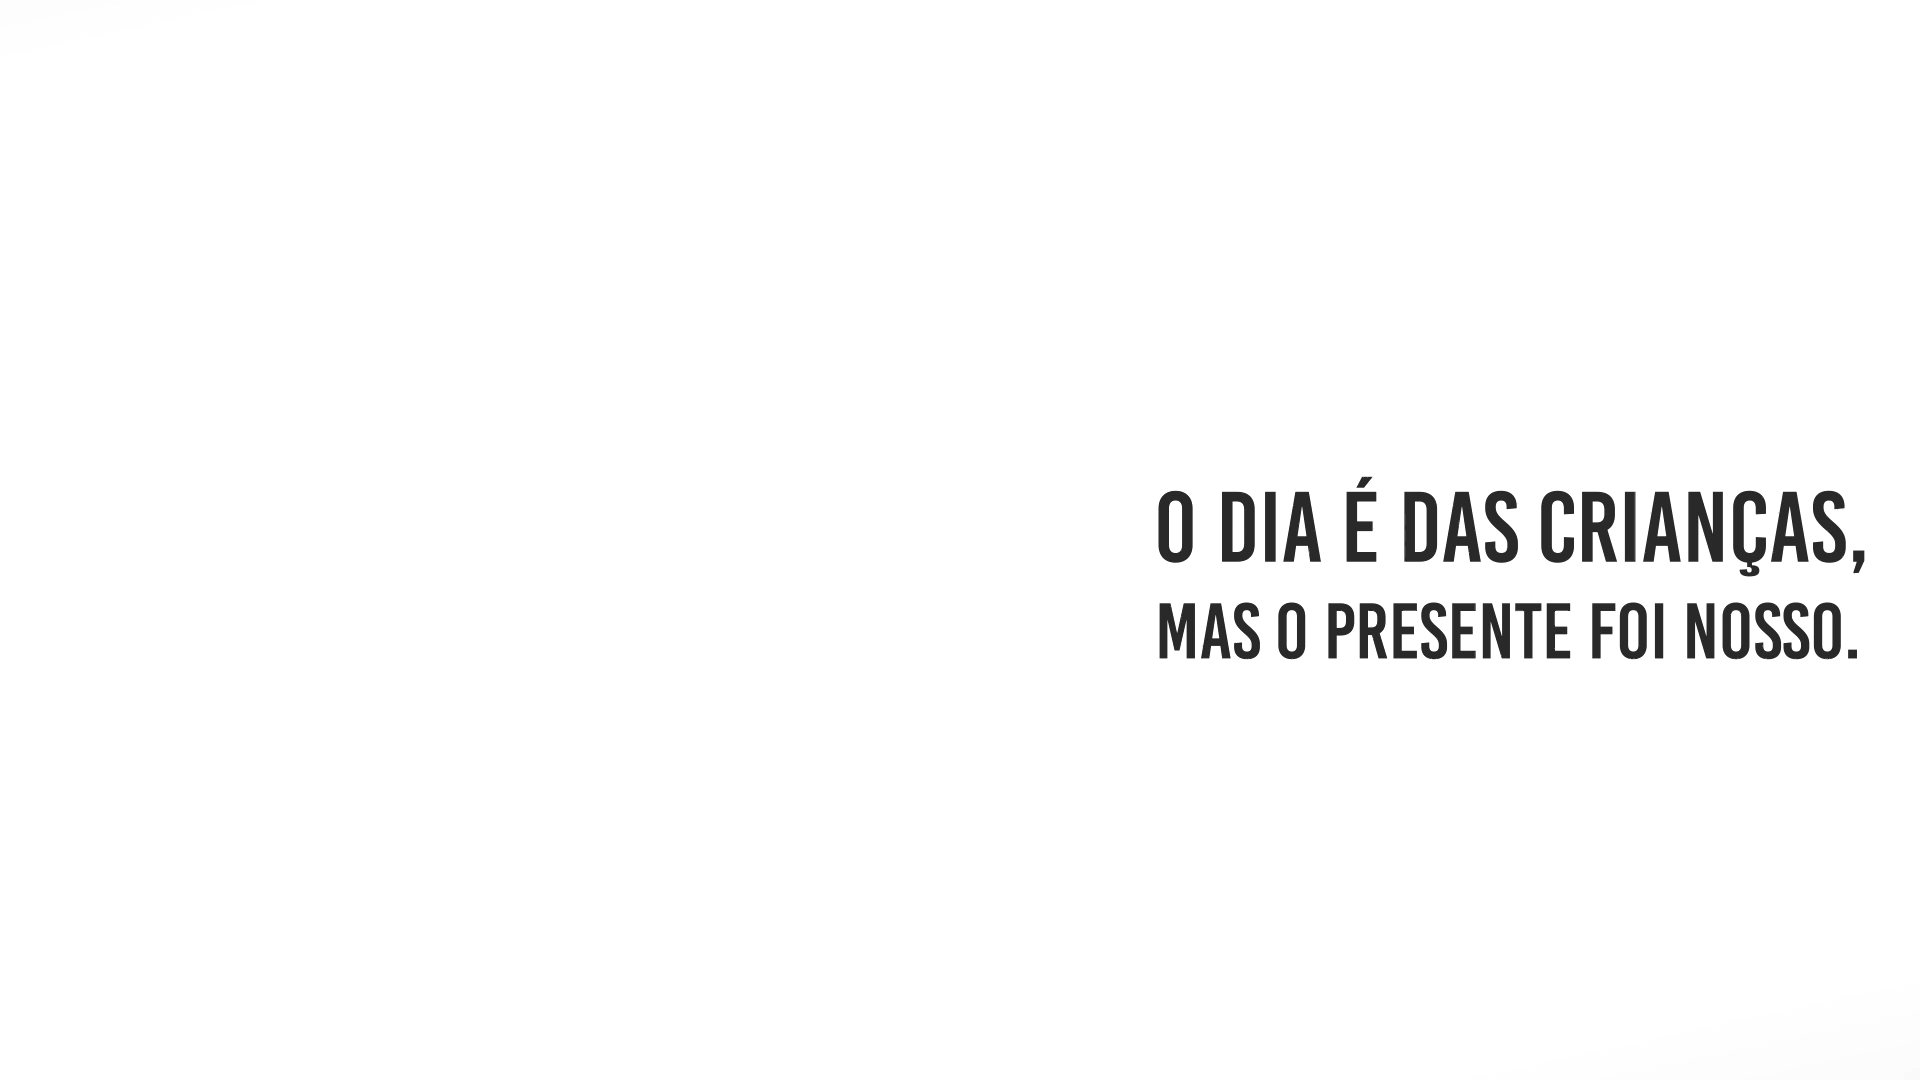 O DIA É DAS CRIANÇAS,
MAS O PRESENTE FOI NOSSO.